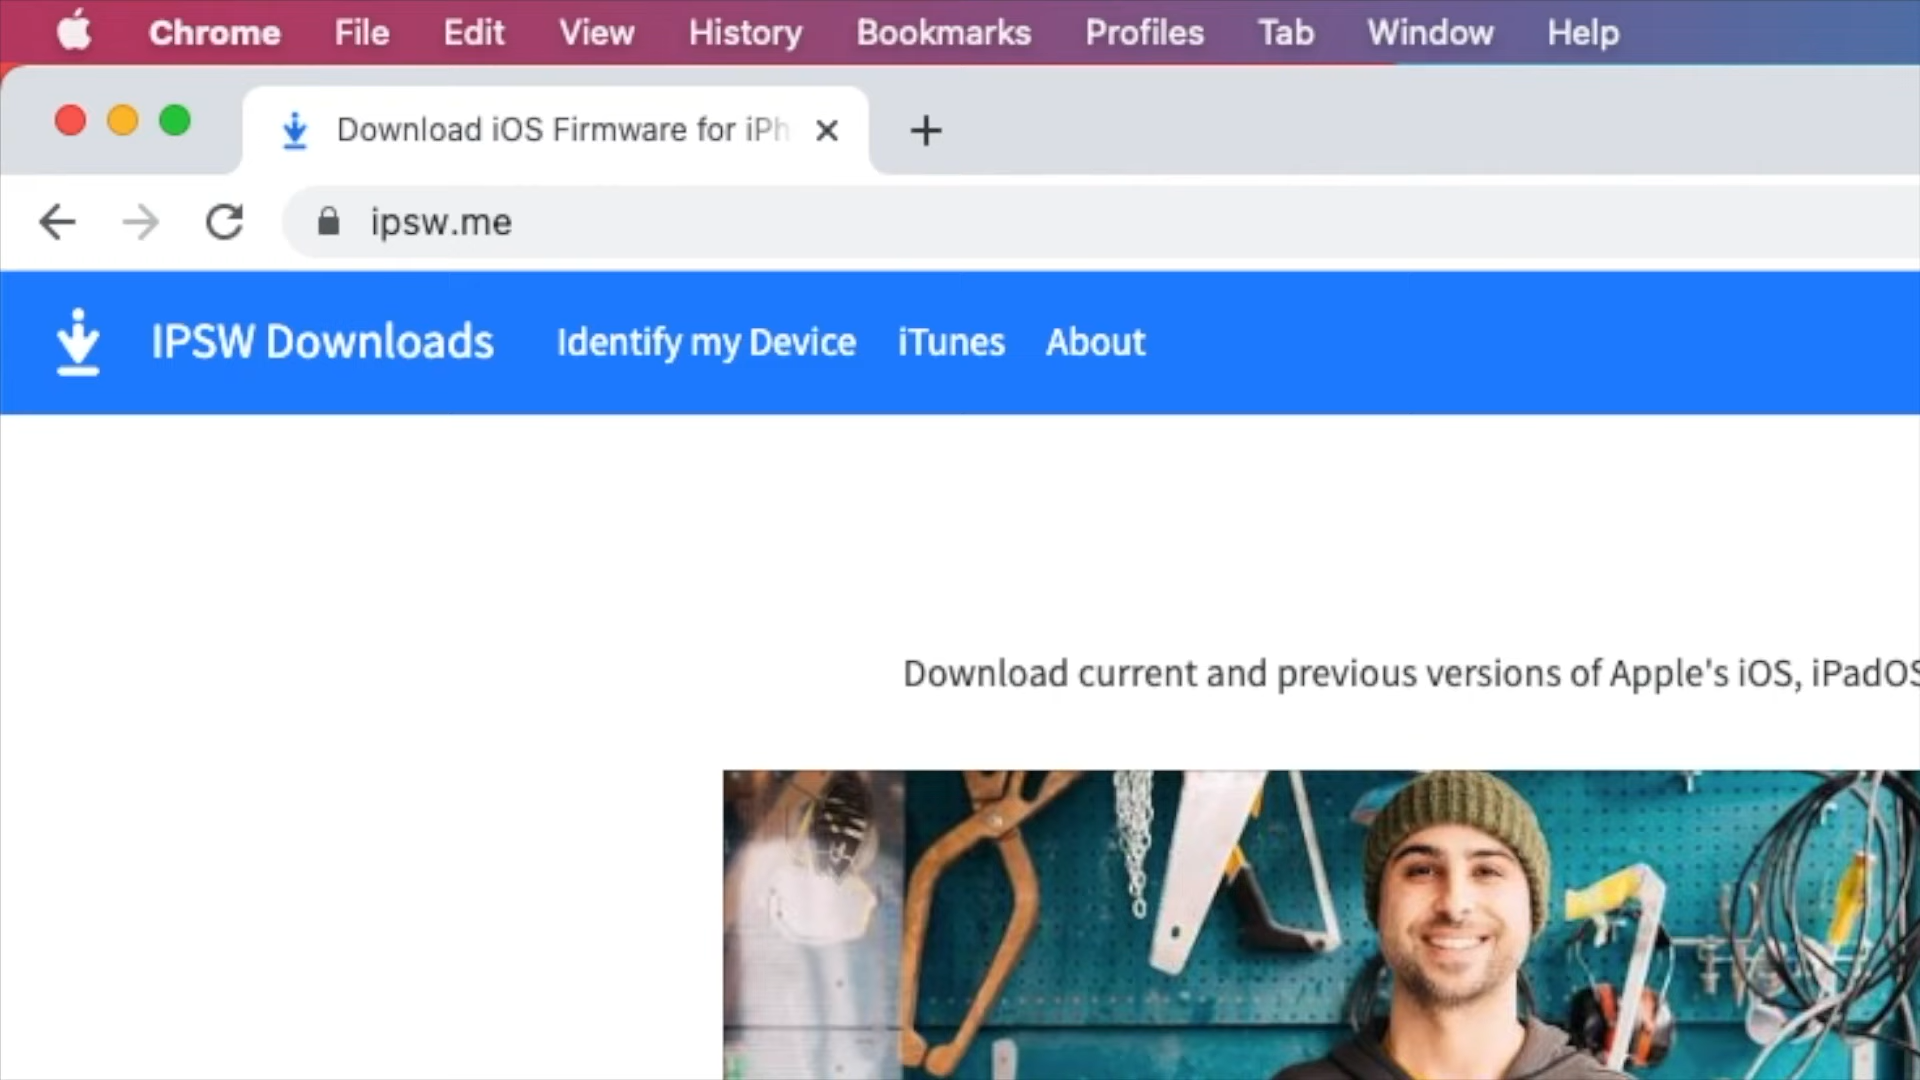 Chrome File Edit View History Bookmarks Profiles Tab Window Help
Download iOS Firmware for iPh
ipsw.me
IPSW Downloads Identify my Device iTunes About
Download current and previous versions of Apple's iOS, iPadOS